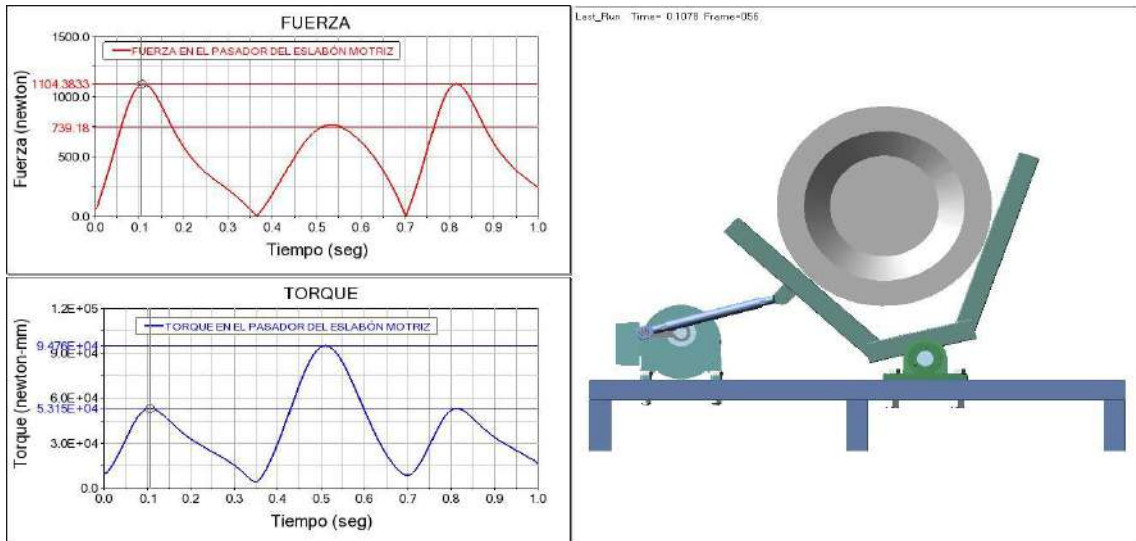 FUERZA
1500.0
FUERZA EN EL PASADOR DEL ESLABÓN MOTRIZ
1104.3833
1000.0
739.18
500.0
0.0
Fuerza (newton)
0.0 0.1 0.2 0.3 0.4 0.5 0.6 0.7 0.8 0.9 1.0
Tiempo (seg)
TORQUE
1.2E+05
TORQUE EN EL PASADOR DEL ESLABÓN MOTRIZ
9.476E+04
9.0E+04
6.0E+04
5.315E+04
3.0E+04
0.0
Torque (newton-mm)
0.0 0.1 0.2 0.3 0.4 0.5 0.6 0.7 0.8 0.9 1.0
Tiempo (seg)
Last_Run Time= 0.1078 Frame=056